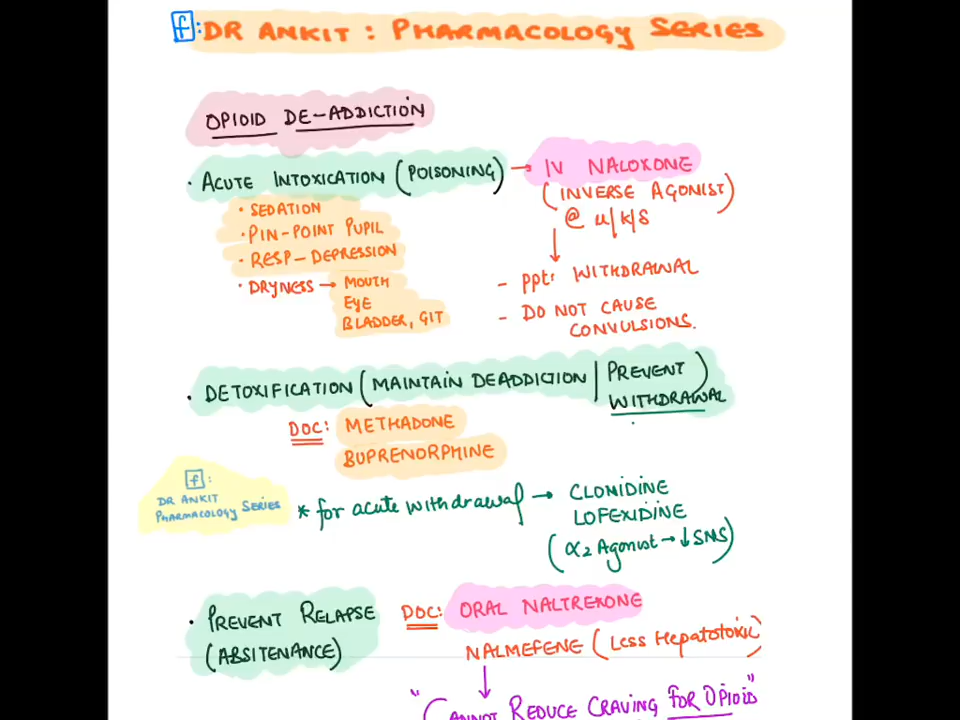 f: DR ANKIT : PHARMACOLOGY SERIES
OPIOID DE-ADDICTION
• ACUTE INTOXICATION (POISONING) → IV NALOXONE
(INVERSE AGONIST)
@ μ/κ/δ
• SEDATION
• PIN-POINT PUPIL
• RESP-DEPRESSION
• DRYNESS → MOUTH
EYE
BLADDER, GIT
- ppt: WITHDRAWAL
- DO NOT CAUSE
CONVULSIONS.
• DETOXIFICATION (MAINTAIN DEADDICTION | PREVENT
WITHDRAWAL)
DOC: METHADONE
BUPRENORPHINE
f:
DR ANKIT
PHARMACOLOGY SERIES
* for acute withdrawal → CLONIDINE
LOFEXIDINE
(α2 Agonist → ↓ SNS)
• PREVENT RELAPSE
(ABSITENANCE)
DOC: ORAL NALTREXONE
NALMEFENE (Less Hepatotoxic)
↓
"CANNOT REDUCE CRAVING FOR OPIOID"